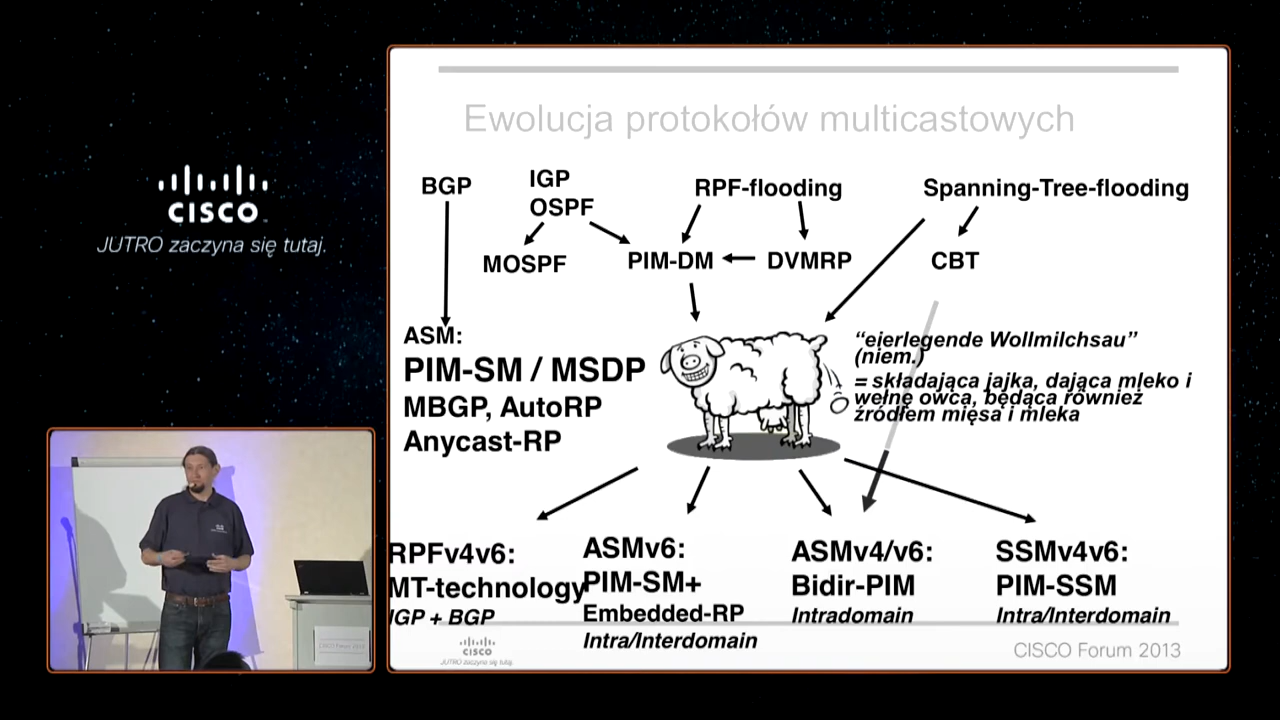 CISCO
JUTRO zaczyna się tutaj.
Ewolucja protokołów multicastowych
BGP
IGP
OSPF
RPF-flooding
Spanning-Tree-flooding
MOSPF
PIM-DM
DVMRP
CBT
ASM:
PIM-SM / MSDP
MBGP, AutoRP
Anycast-RP
“eierlegende Wollmilchsau”
(niem.)
= składająca jajka, dająca mleko i
wełnę owca, będąca również
źródłem mięsa i mleka
RPFv4v6:
MT-technology
IGP + BGP
ASMv6:
PIM-SM+
Embedded-RP
Intra/Interdomain
ASMv4/v6:
Bidir-PIM
Intradomain
SSMv4v6:
PIM-SSM
Intra/Interdomain
CISCO
JUTRO zaczyna się tutaj.
CISCO Forum 2013
CISCO Forum 2013